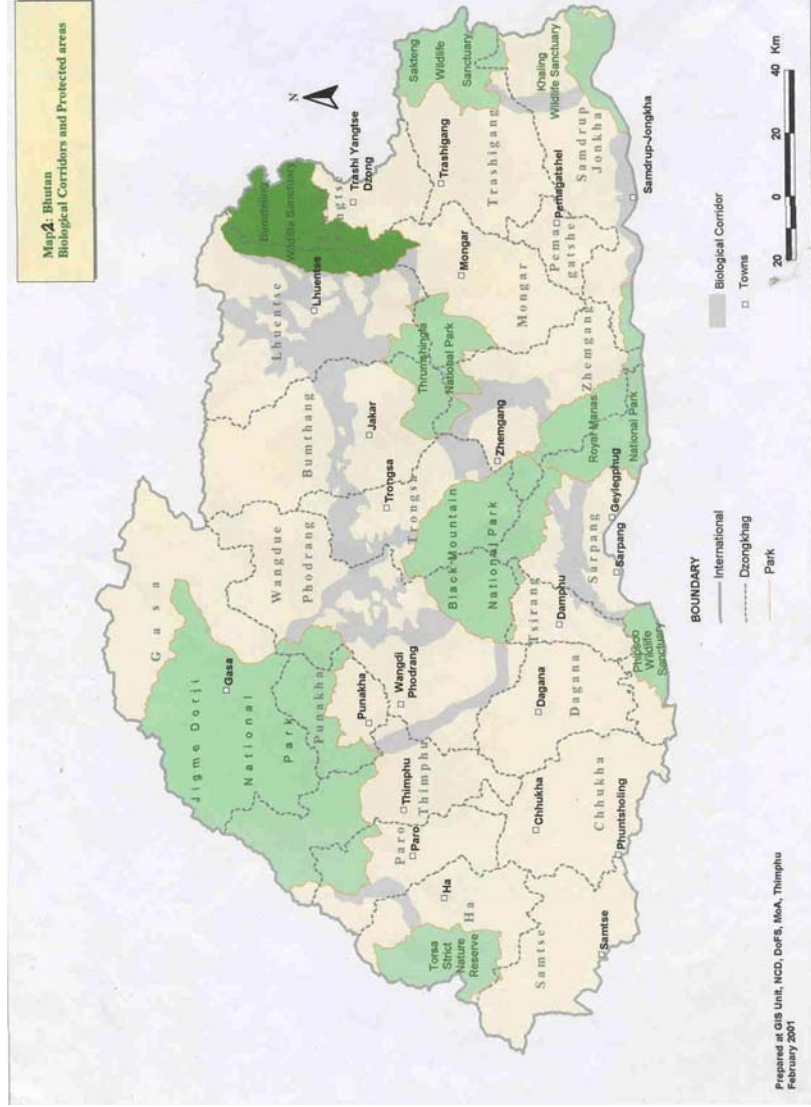 Map2: Bhutan
Biological Corridors and Protected areas
N
Gasa
Jigme Dorji
National
Park
Gasa
Punakha
Punakha
Wangdue
Phodrang
Wangdi
Phodrang
Bumthang
Jakar
Lhuentse
Lhuentse
Bumdeling
Wildlife Sanctuary
Trashi Yangtse
Dzong
Sakteng
Wildlife
Sanctuary
Trashigang
Trashigang
Khaling
Wildlife Sanctuary
Samdrup
Jonkha
Samdrup-Jongkha
Pemagatshel
Pema
gatshel
Mongar
Mongar
Thrumshingla
National Park
Zhemgang
Zhemgang
Royal Manas
National Park
Trongsa
Trongsa
Black Mountain
National Park
Geylegphug
Sarpang
Sarpang
Tsirang
Damphu
Phipsoo
Wildlife
Sanctuary
Dagana
Dagana
Thimphu
Thimphu
Paro
Paro
Chhukha
Chhukha
Phuntsholing
Ha
Ha
Torsa
Strict
Nature
Reserve
Samtse
Samtse
BOUNDARY
International
Dzongkhag
Park
Biological Corridor
Towns
20 0 20 40 Km
Prepared at GIS Unit, NCD, DoFS, MoA, Thimphu
February 2001